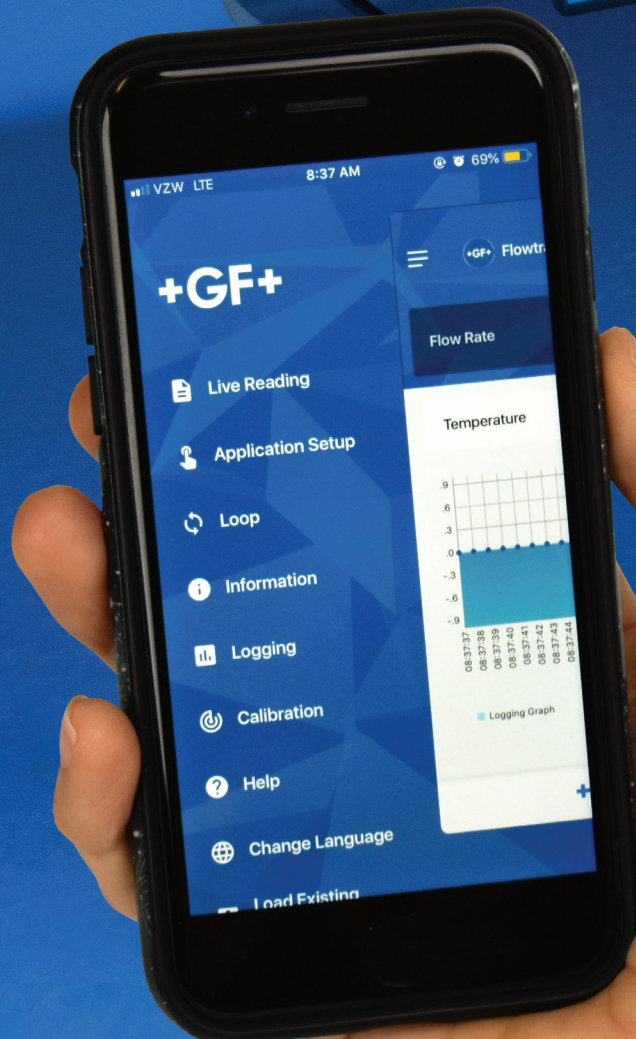 VZW LTE
8:37 AM
69%
+GF+
Live Reading
Application Setup
Loop
Information
Logging
Calibration
Help
Change Language
Load Existing
+GF+ Flowtr
Flow Rate
Temperature
.9
.6
.3
.0
-.3
-.6
-.9
08:37:37
08:37:38
08:37:39
08:37:40
08:37:41
08:37:42
08:37:43
08:37:44
Logging Graph
+